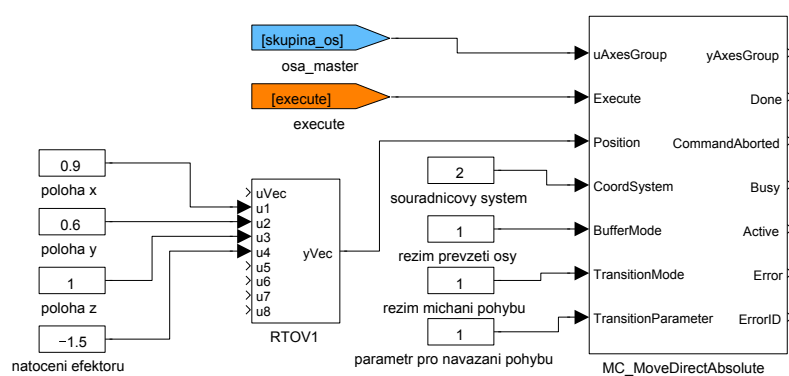 [skupina_os]
osa_master
[execute]
execute
0.9
poloha x
0.6
poloha y
1
poloha z
−1.5
natoceni efektoru
uVec
u1
u2
u3
u4
u5
u6
u7
u8
yVec
RTOV1
2
souradnicovy system
1
rezim prevzeti osy
1
rezim michani pohybu
1
parametr pro navazani pohybu
uAxesGroup
yAxesGroup
Execute
Done
Position
CommandAborted
CoordSystem
Busy
BufferMode
Active
TransitionMode
Error
TransitionParameter
ErrorID
MC_MoveDirectAbsolute